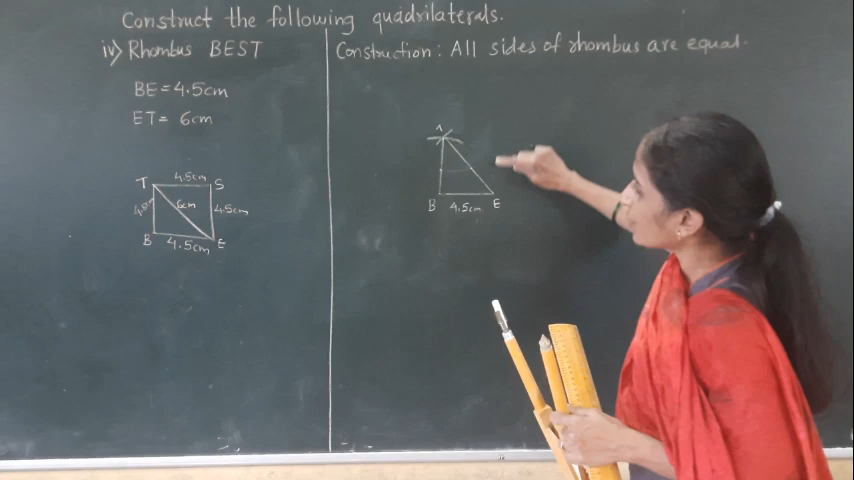 Construct the following quadrilaterals.
iv) Rhombus BEST
BE = 4.5cm
ET = 6cm
4.5cm
T S
6cm
4.5cm
B E
4.5cm
Construction: All sides of rhombus are equal.
B 4.5cm E